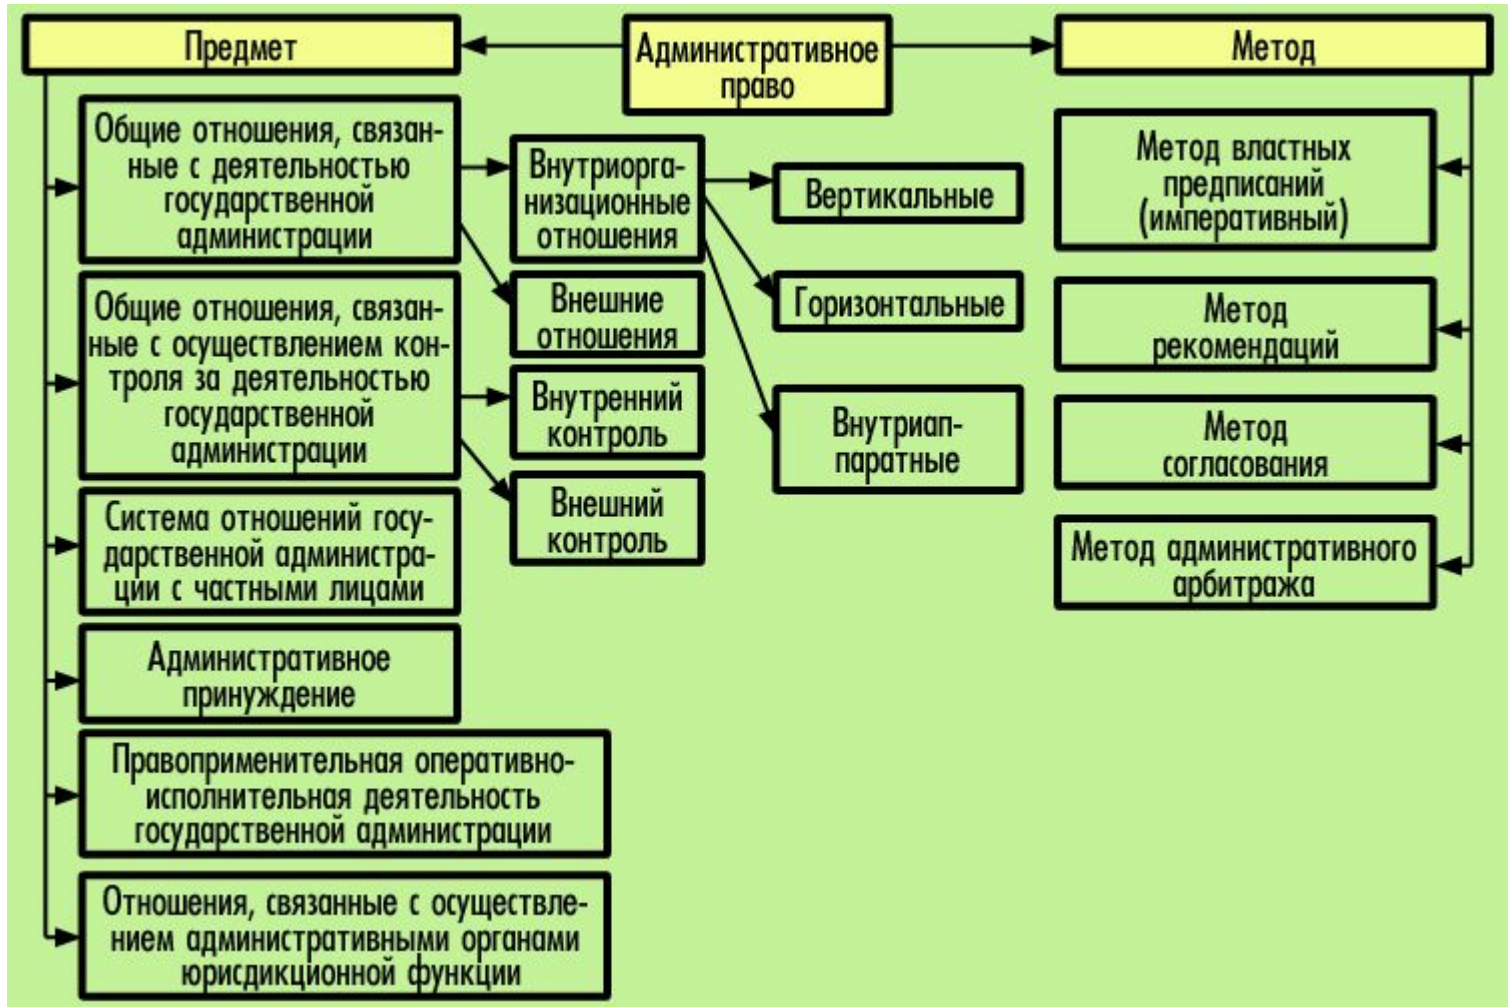 Предмет
Административное
право
Метод
Общие отношения, связан-
ные с деятельностью
государственной
администрации
Внутриорга-
низационные
отношения
Вертикальные
Горизонтальные
Внутриап-
паратные
Внешние
отношения
Общие отношения, связан-
ные с осуществлением кон-
троля за деятельностью
государственной
администрации
Внутренний
контроль
Внешний
контроль
Система отношений госу-
дарственной администра-
ции с частными лицами
Административное
принуждение
Правоприменительная оперативно-
исполнительная деятельность
государственной администрации
Отношения, связанные с осуществле-
нием административными органами
юрисдикционной функции
Метод властных
предписаний
(императивный)
Метод
рекомендаций
Метод
согласования
Метод административного
арбитража